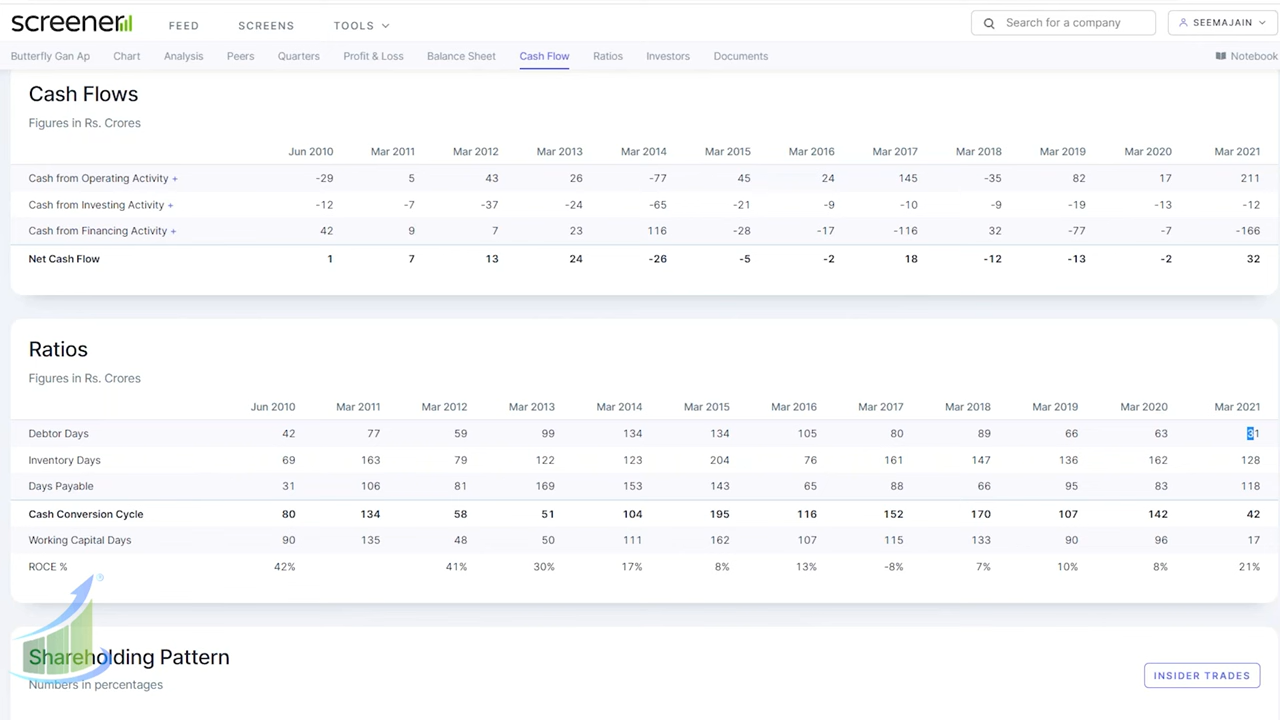 screener FEED SCREENS TOOLS Search for a company SEEMAJAIN
Butterfly Gan Ap Chart Analysis Peers Quarters Profit & Loss Balance Sheet Cash Flow Ratios Investors Documents Notebook
Cash Flows
Figures in Rs. Crores
Jun 2010 Mar 2011 Mar 2012 Mar 2013 Mar 2014 Mar 2015 Mar 2016 Mar 2017 Mar 2018 Mar 2019 Mar 2020 Mar 2021
Cash from Operating Activity + -29 5 43 26 -77 45 24 145 -35 82 17 211
Cash from Investing Activity + -12 -7 -37 -24 -65 -21 -9 -10 -9 -19 -13 -12
Cash from Financing Activity + 42 9 7 23 116 -28 -17 -116 32 -77 -7 -166
Net Cash Flow 1 7 13 24 -26 -5 -2 18 -12 -13 -2 32
Ratios
Figures in Rs. Crores
Jun 2010 Mar 2011 Mar 2012 Mar 2013 Mar 2014 Mar 2015 Mar 2016 Mar 2017 Mar 2018 Mar 2019 Mar 2020 Mar 2021
Debtor Days 42 77 59 99 134 134 105 80 89 66 63 31
Inventory Days 69 163 79 122 123 204 76 161 147 136 162 128
Days Payable 31 106 81 169 153 143 65 88 66 95 83 118
Cash Conversion Cycle 80 134 58 51 104 195 116 152 170 107 142 42
Working Capital Days 90 135 48 50 111 162 107 115 133 90 96 17
ROCE % 42% 41% 30% 17% 8% 13% -8% 7% 10% 8% 21%
Shareholding Pattern
Numbers in percentages
INSIDER TRADES